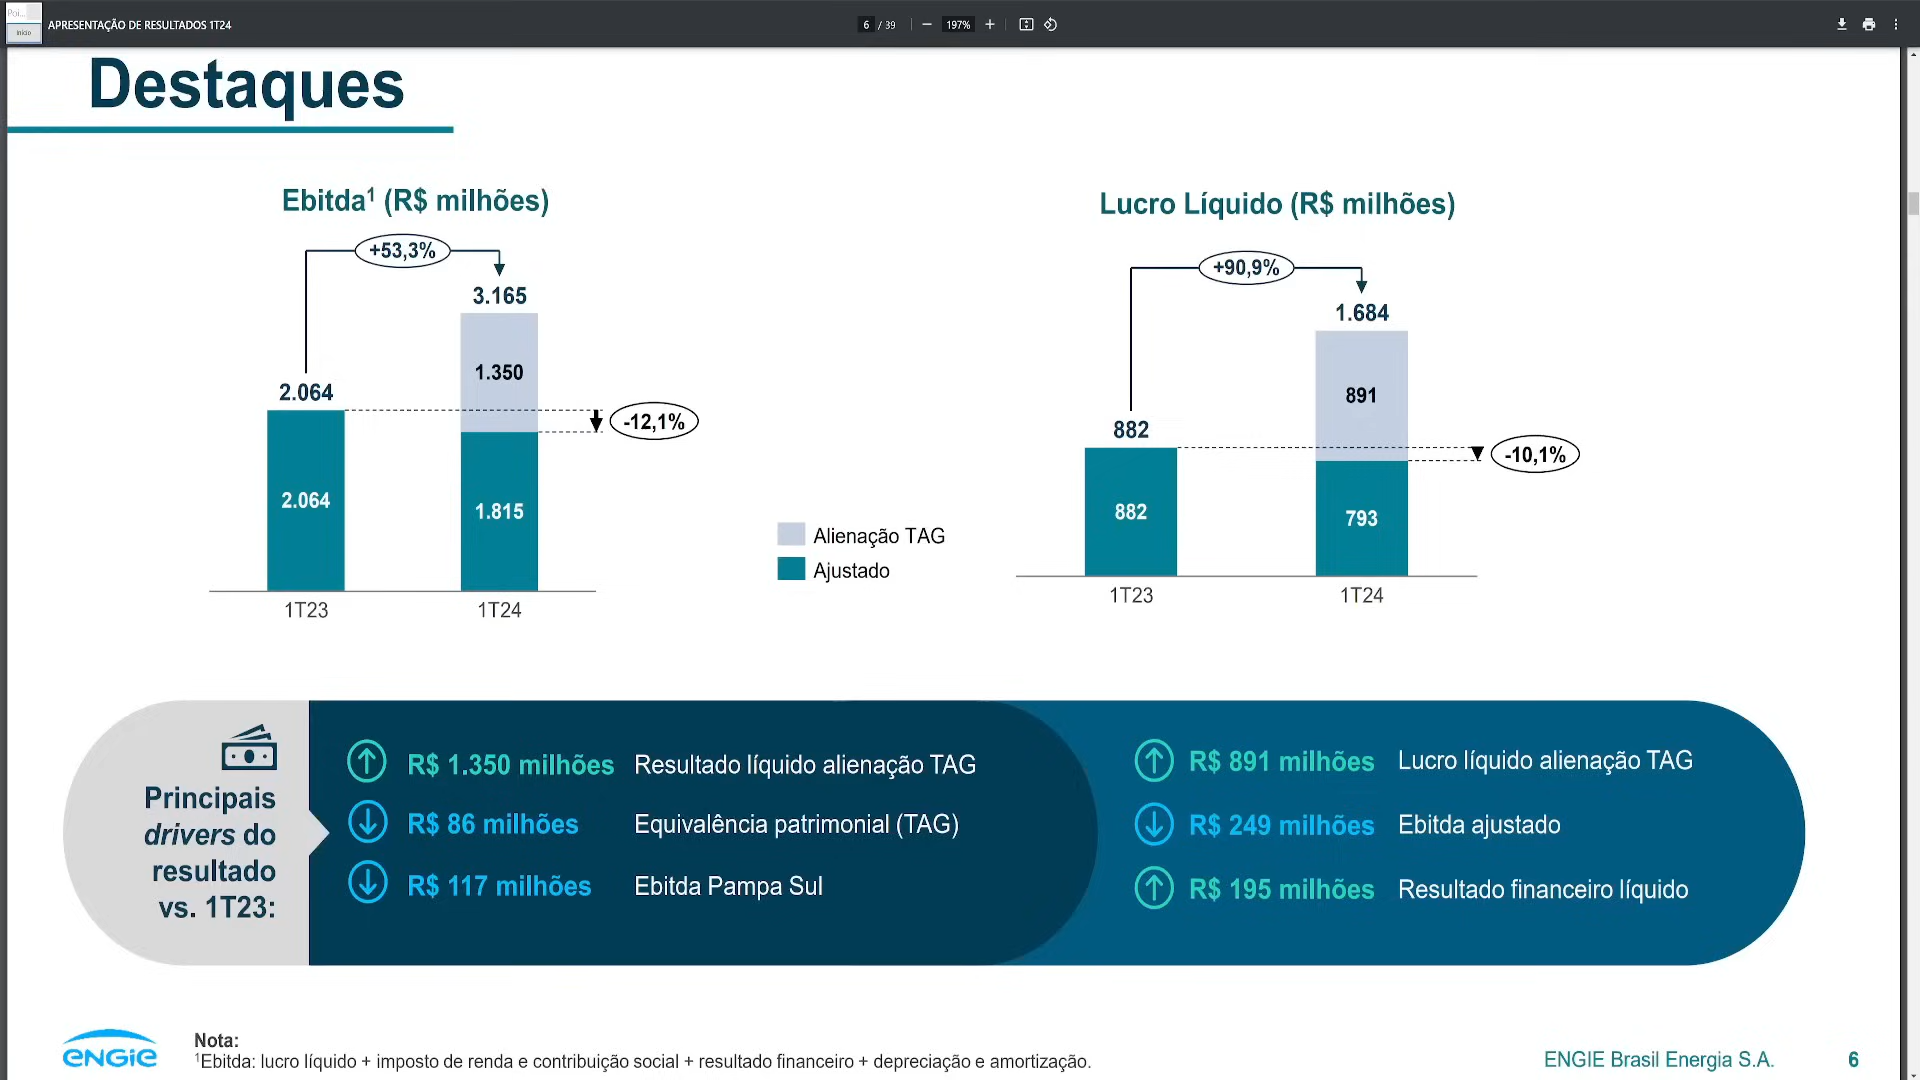 Poi...
Início
APRESENTAÇÃO DE RESULTADOS 1T24
6 / 39
197%
Destaques
Ebitda¹ (R$ milhões)
+53,3%
3.165
1.350
2.064
-12,1%
2.064
1.815
1T23
1T24
Alienação TAG
Ajustado
Lucro Líquido (R$ milhões)
+90,9%
1.684
891
882
-10,1%
882
793
1T23
1T24
Principais
drivers do
resultado
vs. 1T23:
R$ 1.350 milhões Resultado líquido alienação TAG
R$ 86 milhões Equivalência patrimonial (TAG)
R$ 117 milhões Ebitda Pampa Sul
R$ 891 milhões Lucro líquido alienação TAG
R$ 249 milhões Ebitda ajustado
R$ 195 milhões Resultado financeiro líquido
ENGIE
Nota:
¹Ebitda: lucro líquido + imposto de renda e contribuição social + resultado financeiro + depreciação e amortização.
ENGIE Brasil Energia S.A.
6